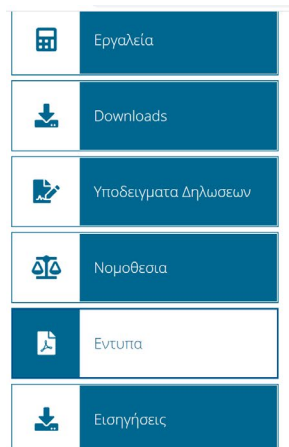 Εργαλεία
Downloads
Υποδειγματα Δηλωσεων
Νομοθεσια
Εντυπα
Εισηγήσεις